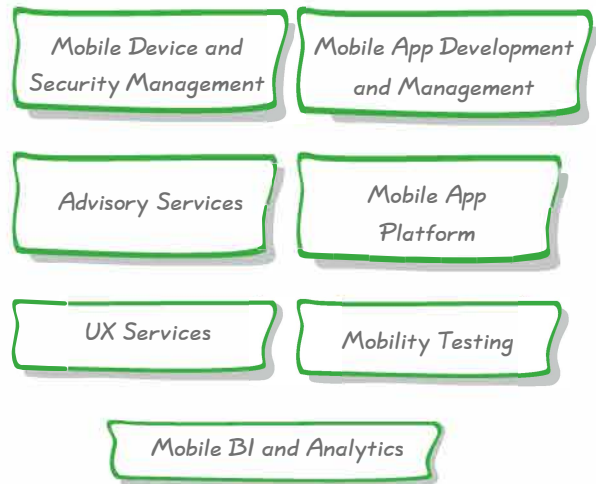 Mobile Device and
Security Management
Mobile App Development
and Management
Advisory Services
Mobile App
Platform
UX Services
Mobility Testing
Mobile BI and Analytics